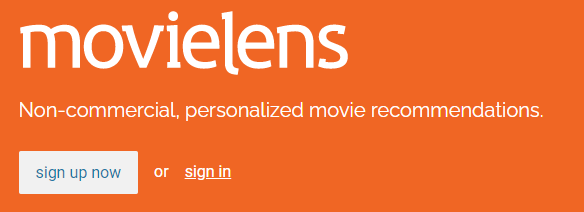 movielens
Non-commercial, personalized movie recommendations.
sign up now or sign in